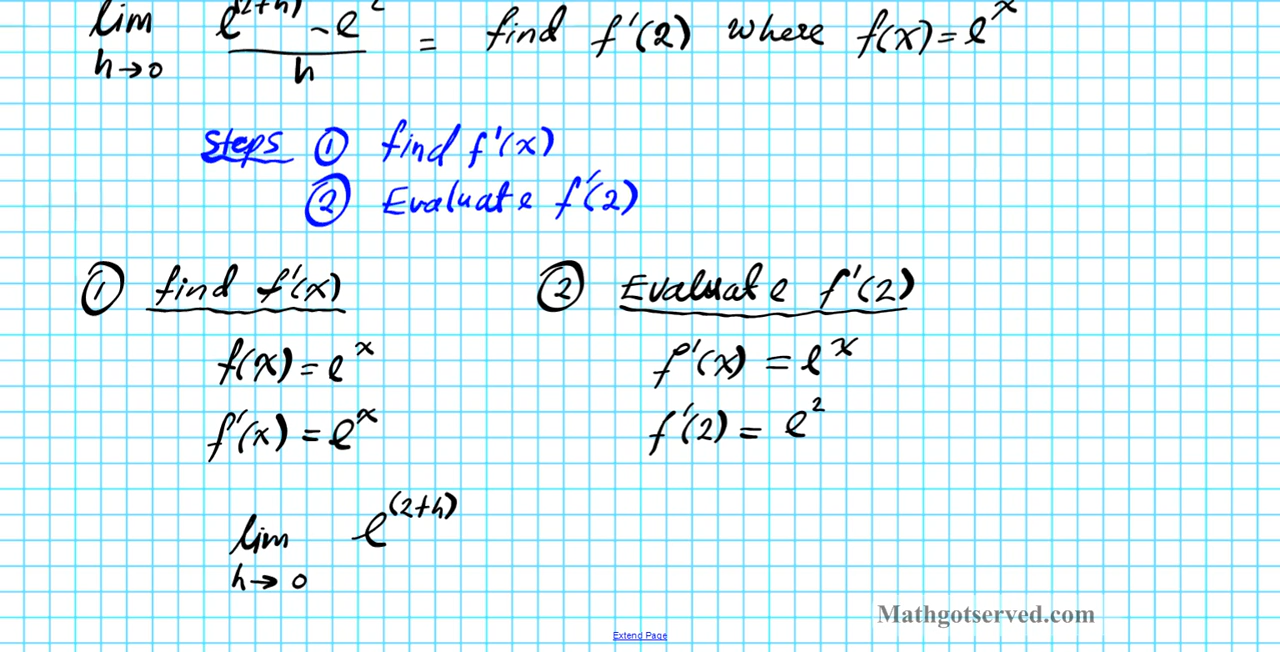 lim e^(2+h) - e^2 = find f'(2) where f(x) = e^x
h→0 h
Steps ① find f'(x)
② Evaluate f'(2)
① find f'(x)
f(x) = e^x
f'(x) = e^x
② Evaluate f'(2)
f'(x) = e^x
f'(2) = e^2
lim e^(2+h)
h→0
Mathgotserved.com
Extend Page